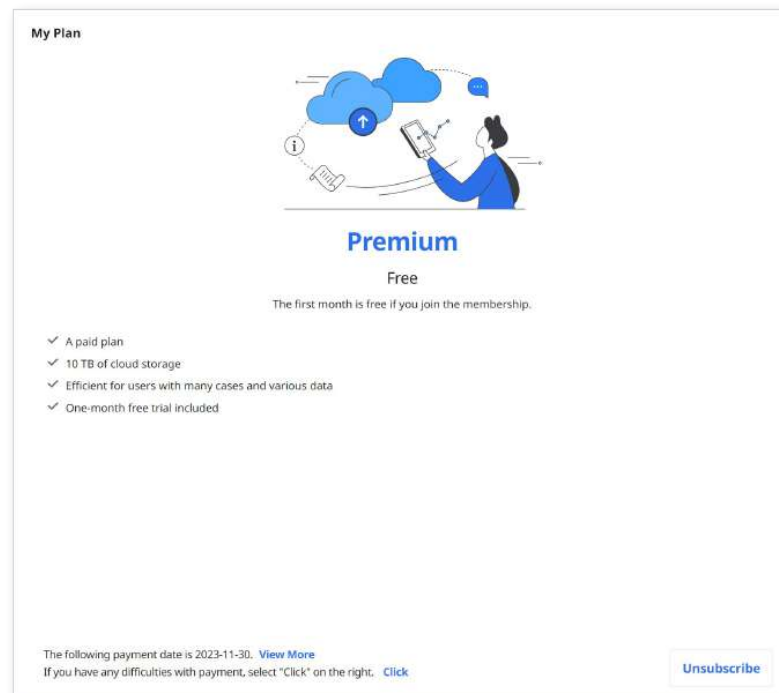 My Plan
Premium
Free
The first month is free if you join the membership.
A paid plan
10 TB of cloud storage
Efficient for users with many cases and various data
One-month free trial included
The following payment date is 2023-11-30. View More
If you have any difficulties with payment, select "Click" on the right. Click
Unsubscribe